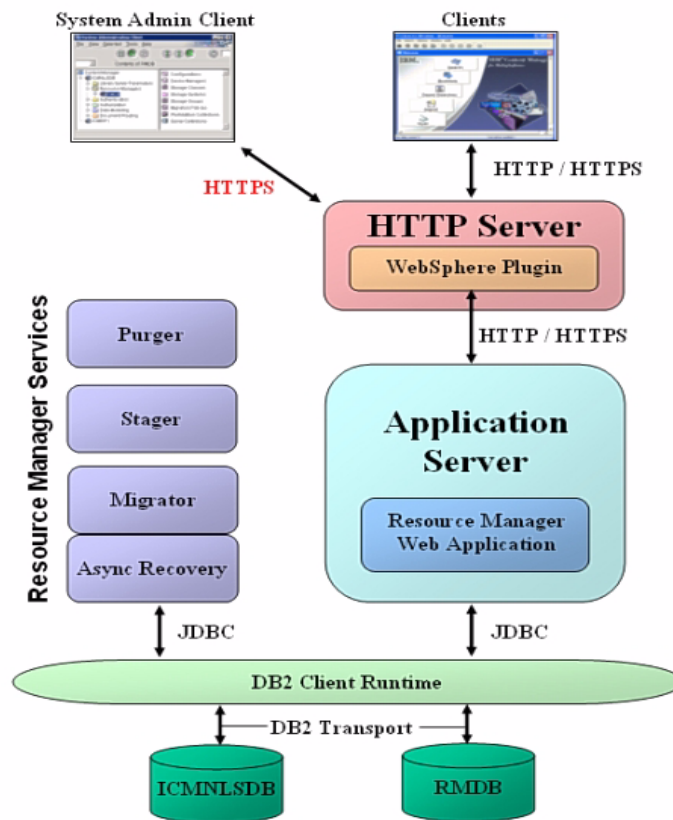 System Admin Client
Clients
IBM
HTTPS
HTTP / HTTPS
HTTP Server
WebSphere Plugin
HTTP / HTTPS
Resource Manager Services
Purger
Stager
Migrator
Async Recovery
Application
Server
Resource Manager
Web Application
JDBC
JDBC
DB2 Client Runtime
DB2 Transport
ICMNLSDB
RMDB